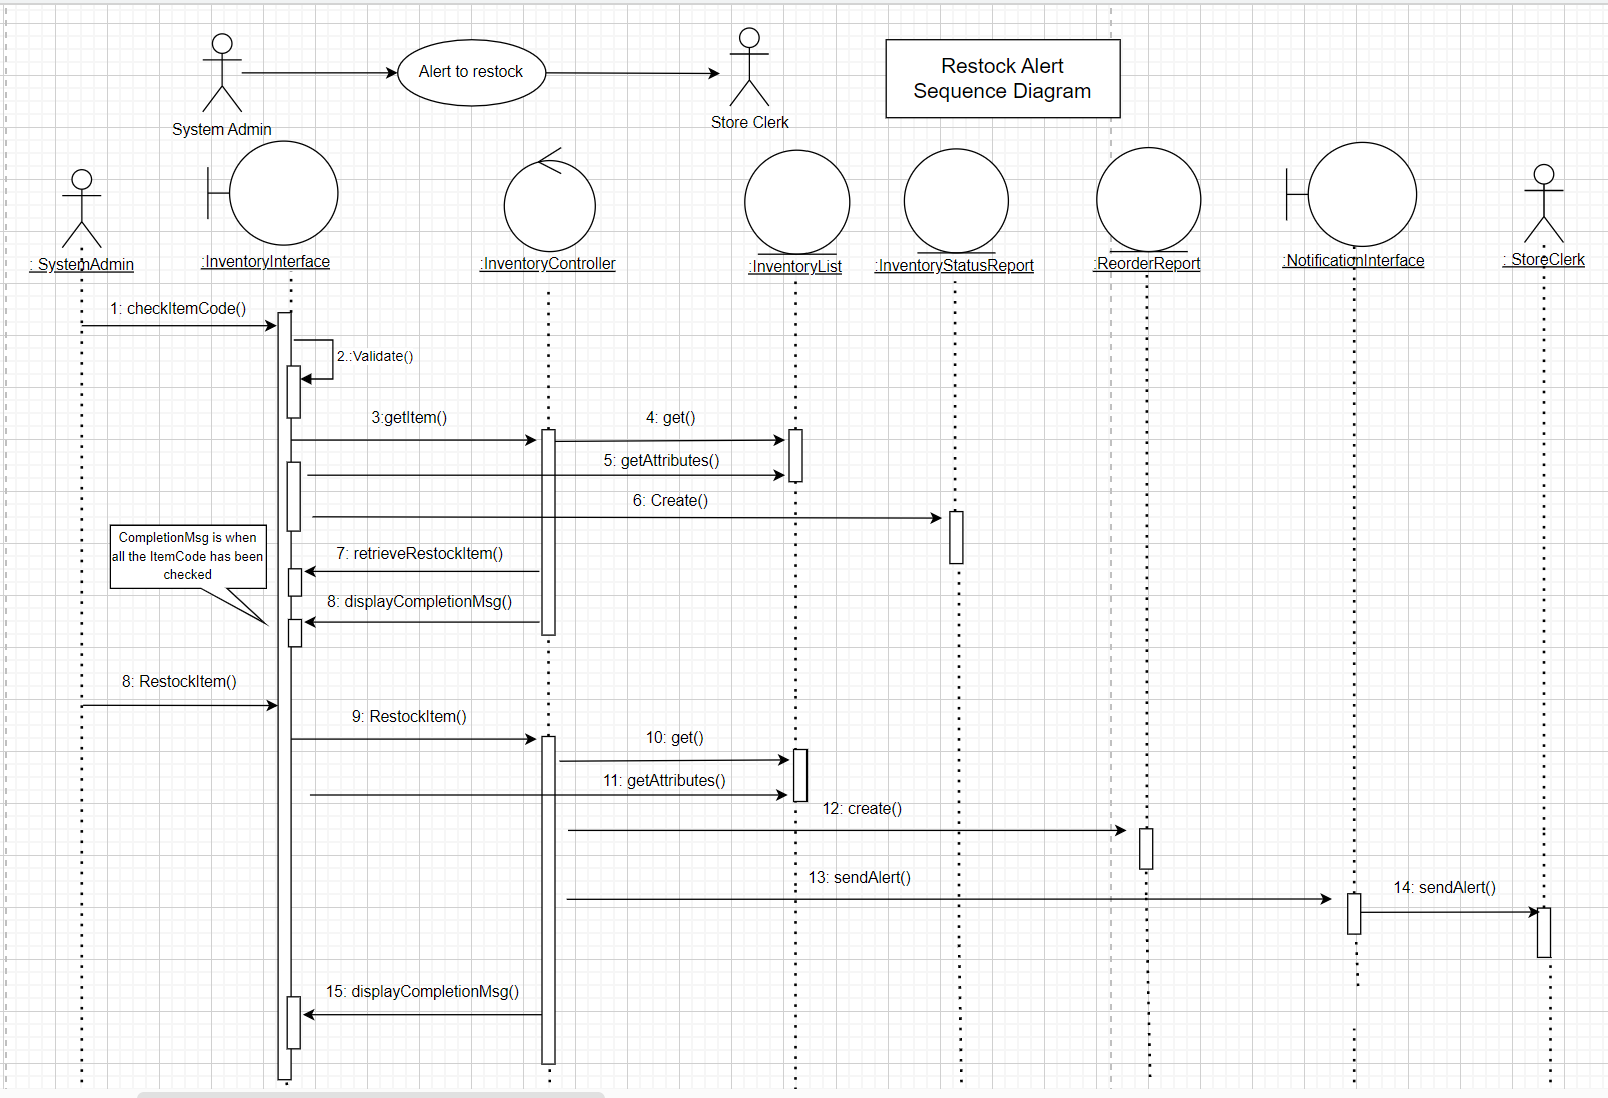 Alert to restock
Restock Alert
Sequence Diagram
System Admin
Store Clerk
: SystemAdmin
:InventoryInterface
:InventoryController
:InventoryList
:InventoryStatusReport
:ReorderReport
:NotificationInterface
: StoreClerk
1: checkItemCode()
2.:Validate()
3:getItem()
4: get()
5: getAttributes()
6: Create()
CompletionMsg is when
all the ItemCode has been
checked
7: retrieveRestockItem()
8: displayCompletionMsg()
8: RestockItem()
9: RestockItem()
10: get()
11: getAttributes()
12: create()
13: sendAlert()
14: sendAlert()
15: displayCompletionMsg()